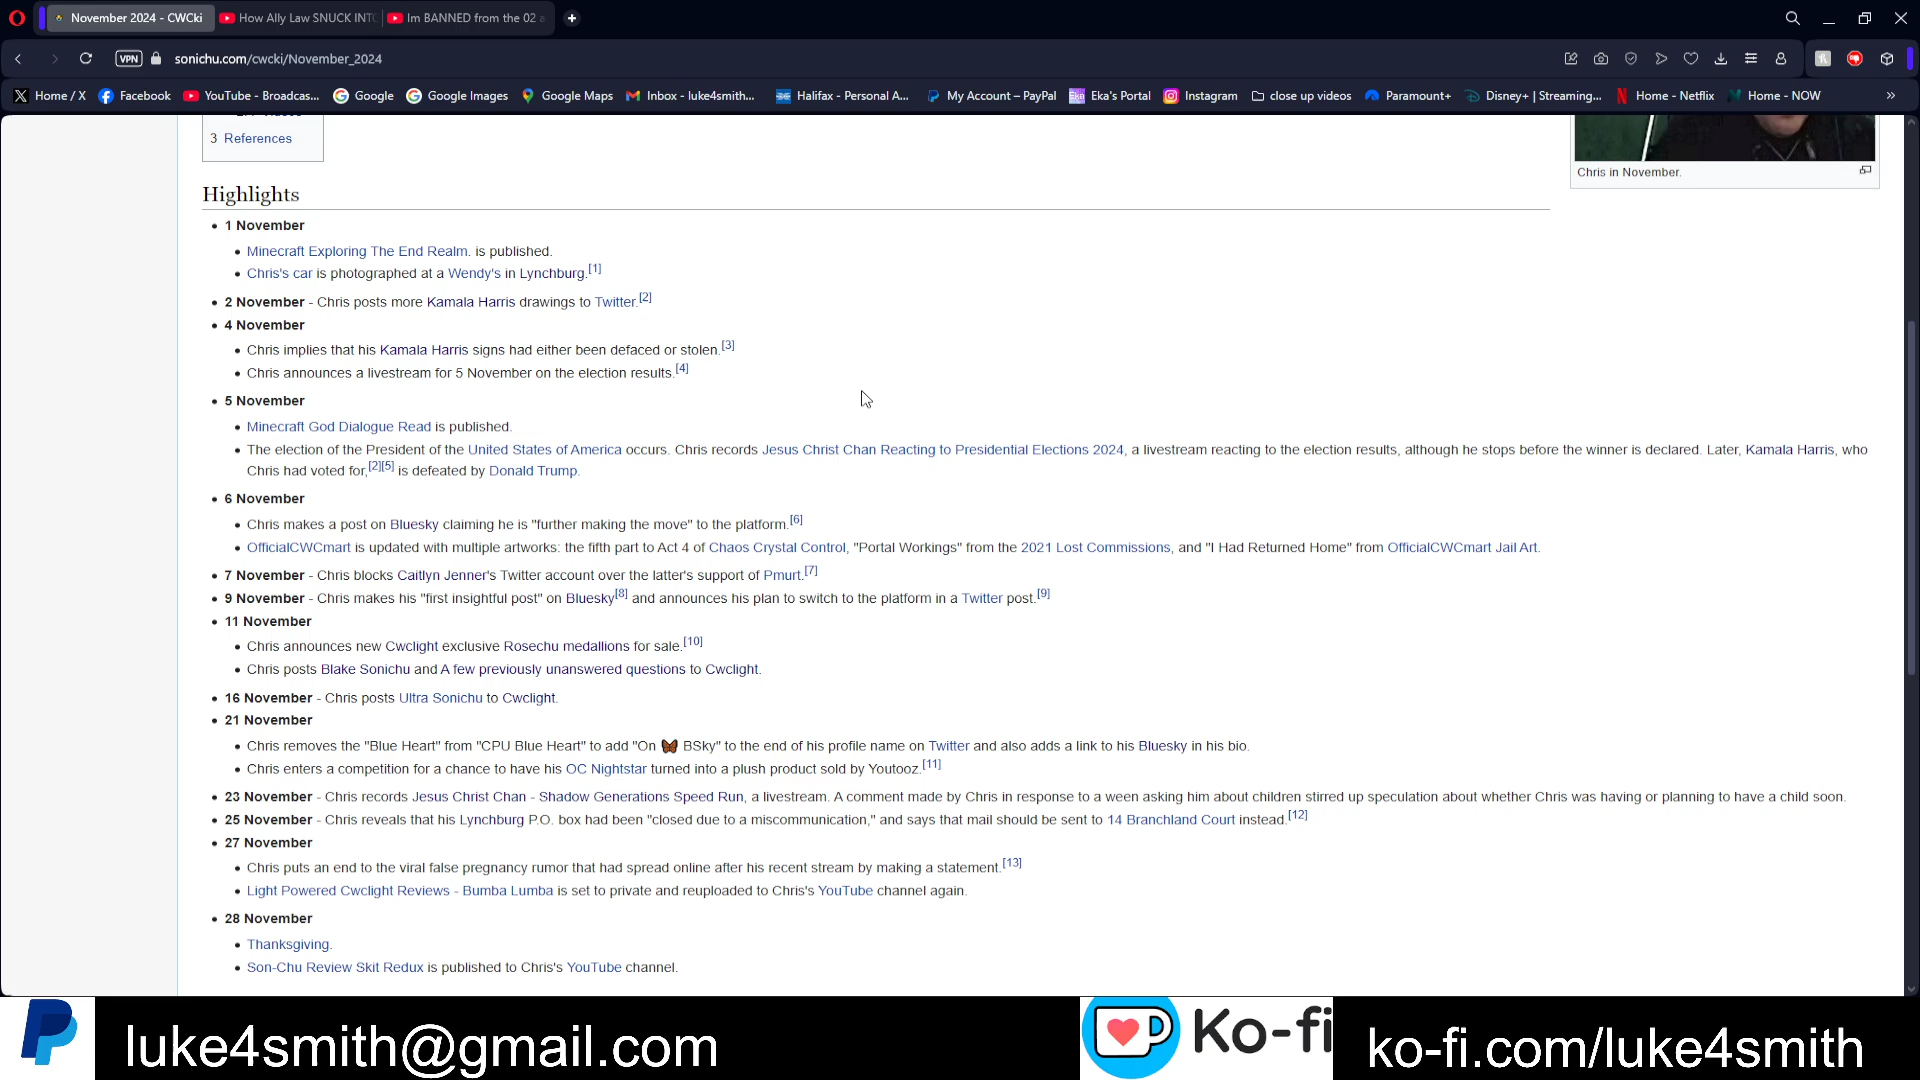 November 2024 - CWCki
How Ally Law SNUCK INTO
Im BANNED from the 02 a
VPN
sonichu.com/cwcki/November_2024
Home / X
Facebook
YouTube - Broadcas...
Google
Google Images
Google Maps
Inbox - luke4smith...
Halifax - Personal A...
My Account – PayPal
Eka's Portal
Instagram
close up videos
Paramount+
Disney+ | Streaming...
Home - Netflix
Home - NOW
3 References
Chris in November.
Highlights
1 November
Minecraft Exploring The End Realm. is published.
Chris's car is photographed at a Wendy's in Lynchburg.[1]
2 November - Chris posts more Kamala Harris drawings to Twitter.[2]
4 November
Chris implies that his Kamala Harris signs had either been defaced or stolen.[3]
Chris announces a livestream for 5 November on the election results.[4]
5 November
Minecraft God Dialogue Read is published.
The election of the President of the United States of America occurs. Chris records Jesus Christ Chan Reacting to Presidential Elections 2024, a livestream reacting to the election results, although he stops before the winner is declared. Later, Kamala Harris, who
Chris had voted for,[2][5] is defeated by Donald Trump.
6 November
Chris makes a post on Bluesky claiming he is "further making the move" to the platform.[6]
OfficialCWCmart is updated with multiple artworks: the fifth part to Act 4 of Chaos Crystal Control, "Portal Workings" from the 2021 Lost Commissions, and "I Had Returned Home" from OfficialCWCmart Jail Art.
7 November - Chris blocks Caitlyn Jenner's Twitter account over the latter's support of Pmurt.[7]
9 November - Chris makes his "first insightful post" on Bluesky[8] and announces his plan to switch to the platform in a Twitter post.[9]
11 November
Chris announces new Cwclight exclusive Rosechu medallions for sale.[10]
Chris posts Blake Sonichu and A few previously unanswered questions to Cwclight.
16 November - Chris posts Ultra Sonichu to Cwclight.
21 November
Chris removes the "Blue Heart" from "CPU Blue Heart" to add "On 🦋 BSky" to the end of his profile name on Twitter and also adds a link to his Bluesky in his bio.
Chris enters a competition for a chance to have his OC Nightstar turned into a plush product sold by Youtooz.[11]
23 November - Chris records Jesus Christ Chan - Shadow Generations Speed Run, a livestream. A comment made by Chris in response to a ween asking him about children stirred up speculation about whether Chris was having or planning to have a child soon.
25 November - Chris reveals that his Lynchburg P.O. box had been "closed due to a miscommunication," and says that mail should be sent to 14 Branchland Court instead.[12]
27 November
Chris puts an end to the viral false pregnancy rumor that had spread online after his recent stream by making a statement.[13]
Light Powered Cwclight Reviews - Bumba Lumba is set to private and reuploaded to Chris's YouTube channel again.
28 November
Thanksgiving.
Son-Chu Review Skit Redux is published to Chris's YouTube channel.
luke4smith@gmail.com
Ko-fi
ko-fi.com/luke4smith